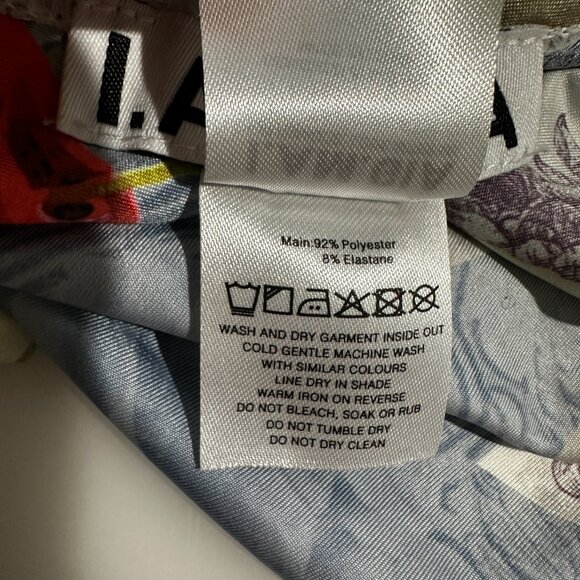 I.A
A
Main:92% Polyester
8% Elastane
WASH AND DRY GARMENT INSIDE OUT
COLD GENTLE MACHINE WASH
WITH SIMILAR COLOURS
LINE DRY IN SHADE
WARM IRON ON REVERSE
DO NOT BLEACH, SOAK OR RUB
DO NOT TUMBLE DRY
DO NOT DRY CLEAN